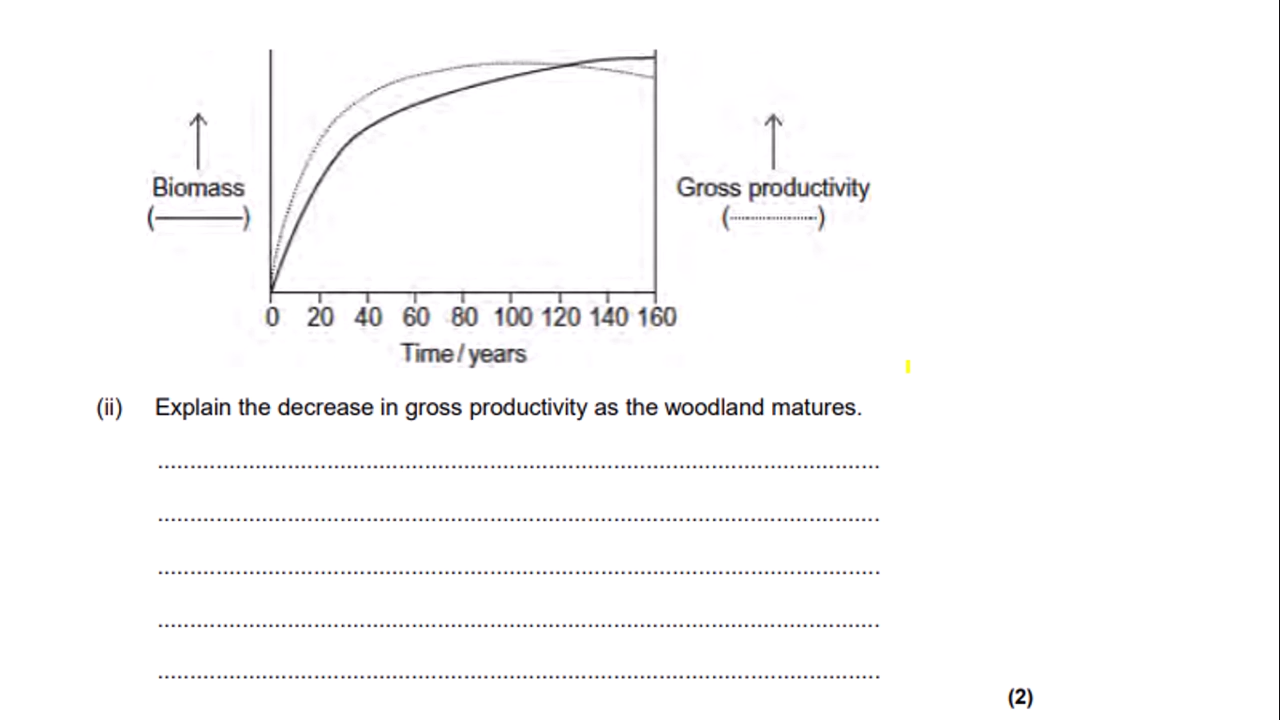 Biomass
(———)
Gross productivity
(..................)
0 20 40 60 80 100 120 140 160
Time/years
(ii) Explain the decrease in gross productivity as the woodland matures.
(2)